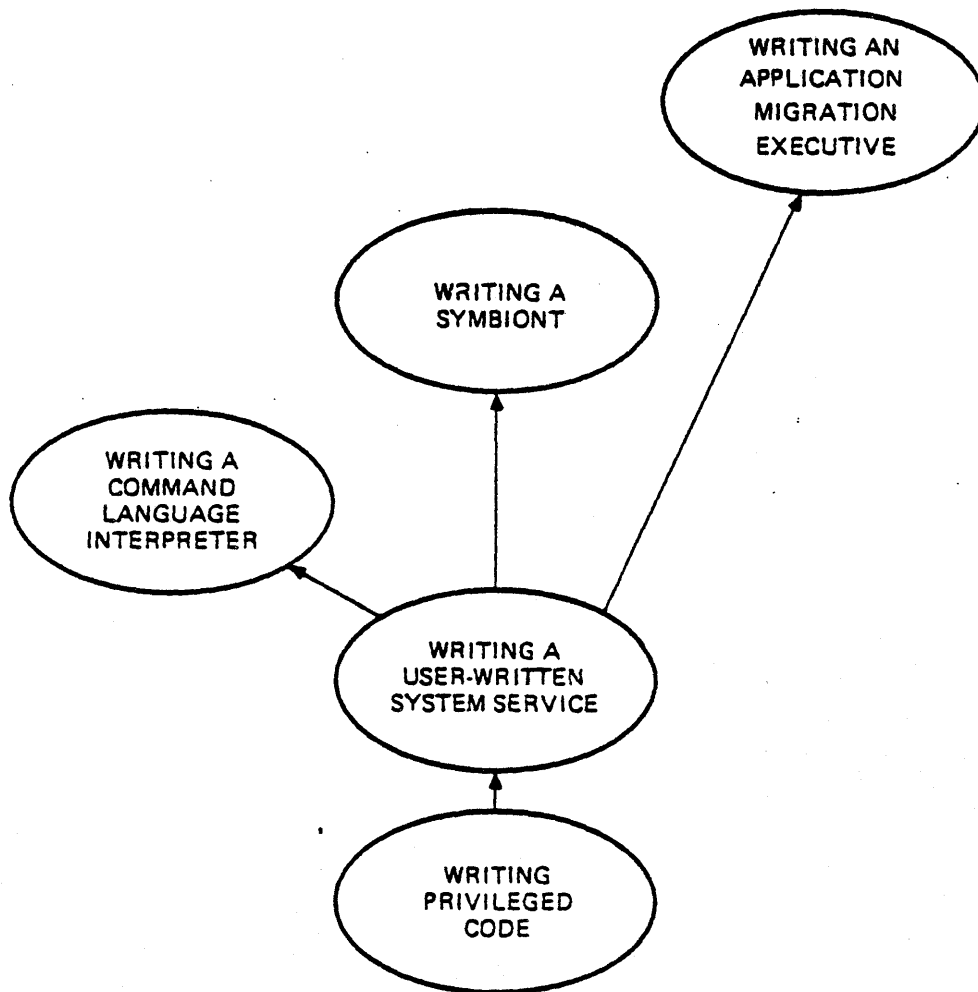 WRITING AN
APPLICATION
MIGRATION
EXECUTIVE
WRITING A
SYMBIONT
WRITING A
COMMAND
LANGUAGE
INTERPRETER
WRITING A
USER-WRITTEN
SYSTEM SERVICE
WRITING
PRIVILEGED
CODE